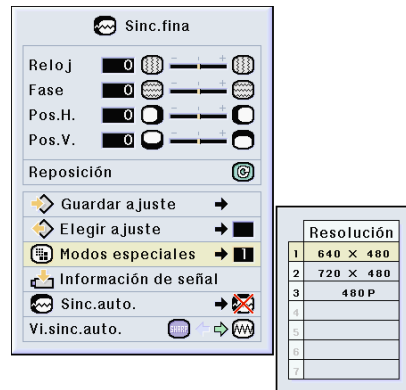 Sinc.fina
Reloj 0 - +
Fase 0 - +
Pos.H. 0 - +
Pos.V. 0 - +
Reposición
Guardar ajuste
Elegir ajuste
Modos especiales 1
Información de señal
Sinc.auto.
Vi.sinc.auto.
Resolución
1 640 X 480
2 720 X 480
3 480P
4
5
6
7